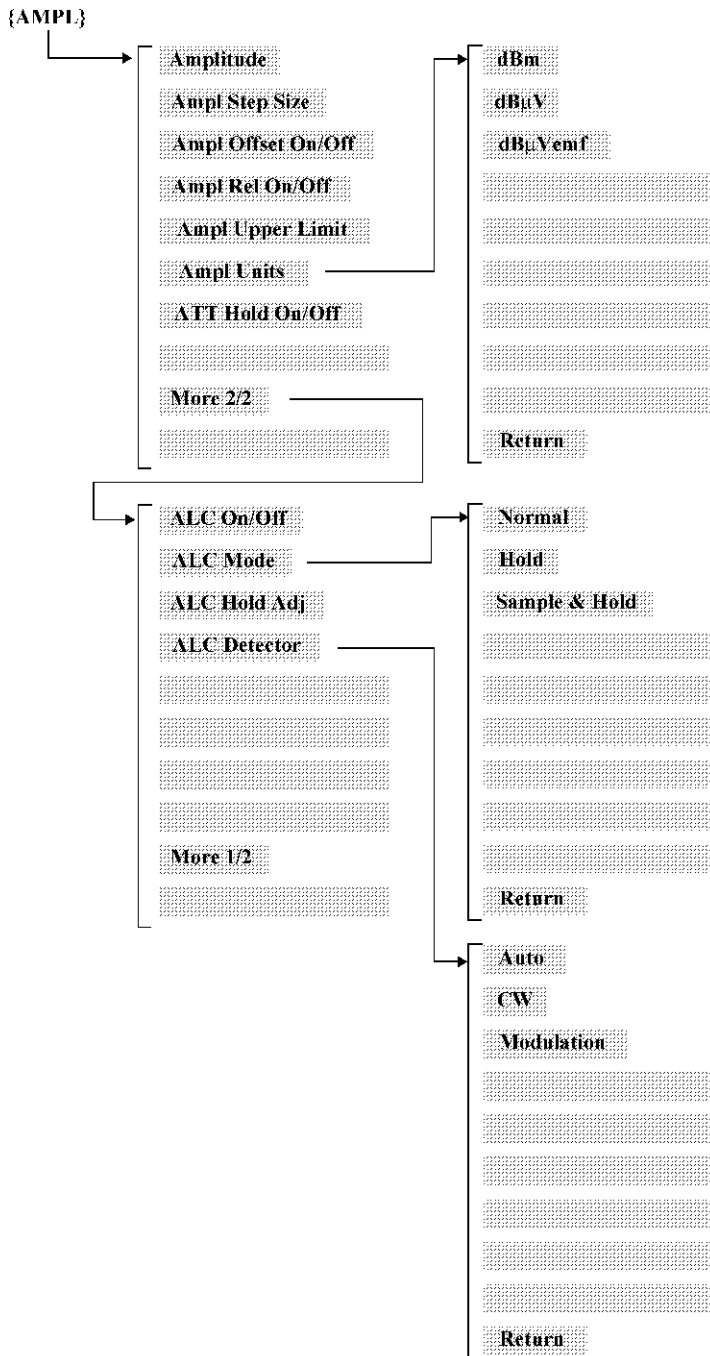 {AMPL}
Amplitude
Ampl Step Size
Ampl Offset On/Off
Ampl Rel On/Off
Ampl Upper Limit
Ampl Units
ATT Hold On/Off
More 2/2
dBm
dBµV
dBµVemf
Return
ALC On/Off
ALC Mode
ALC Hold Adj
ALC Detector
More 1/2
Normal
Hold
Sample & Hold
Return
Auto
CW
Modulation
Return